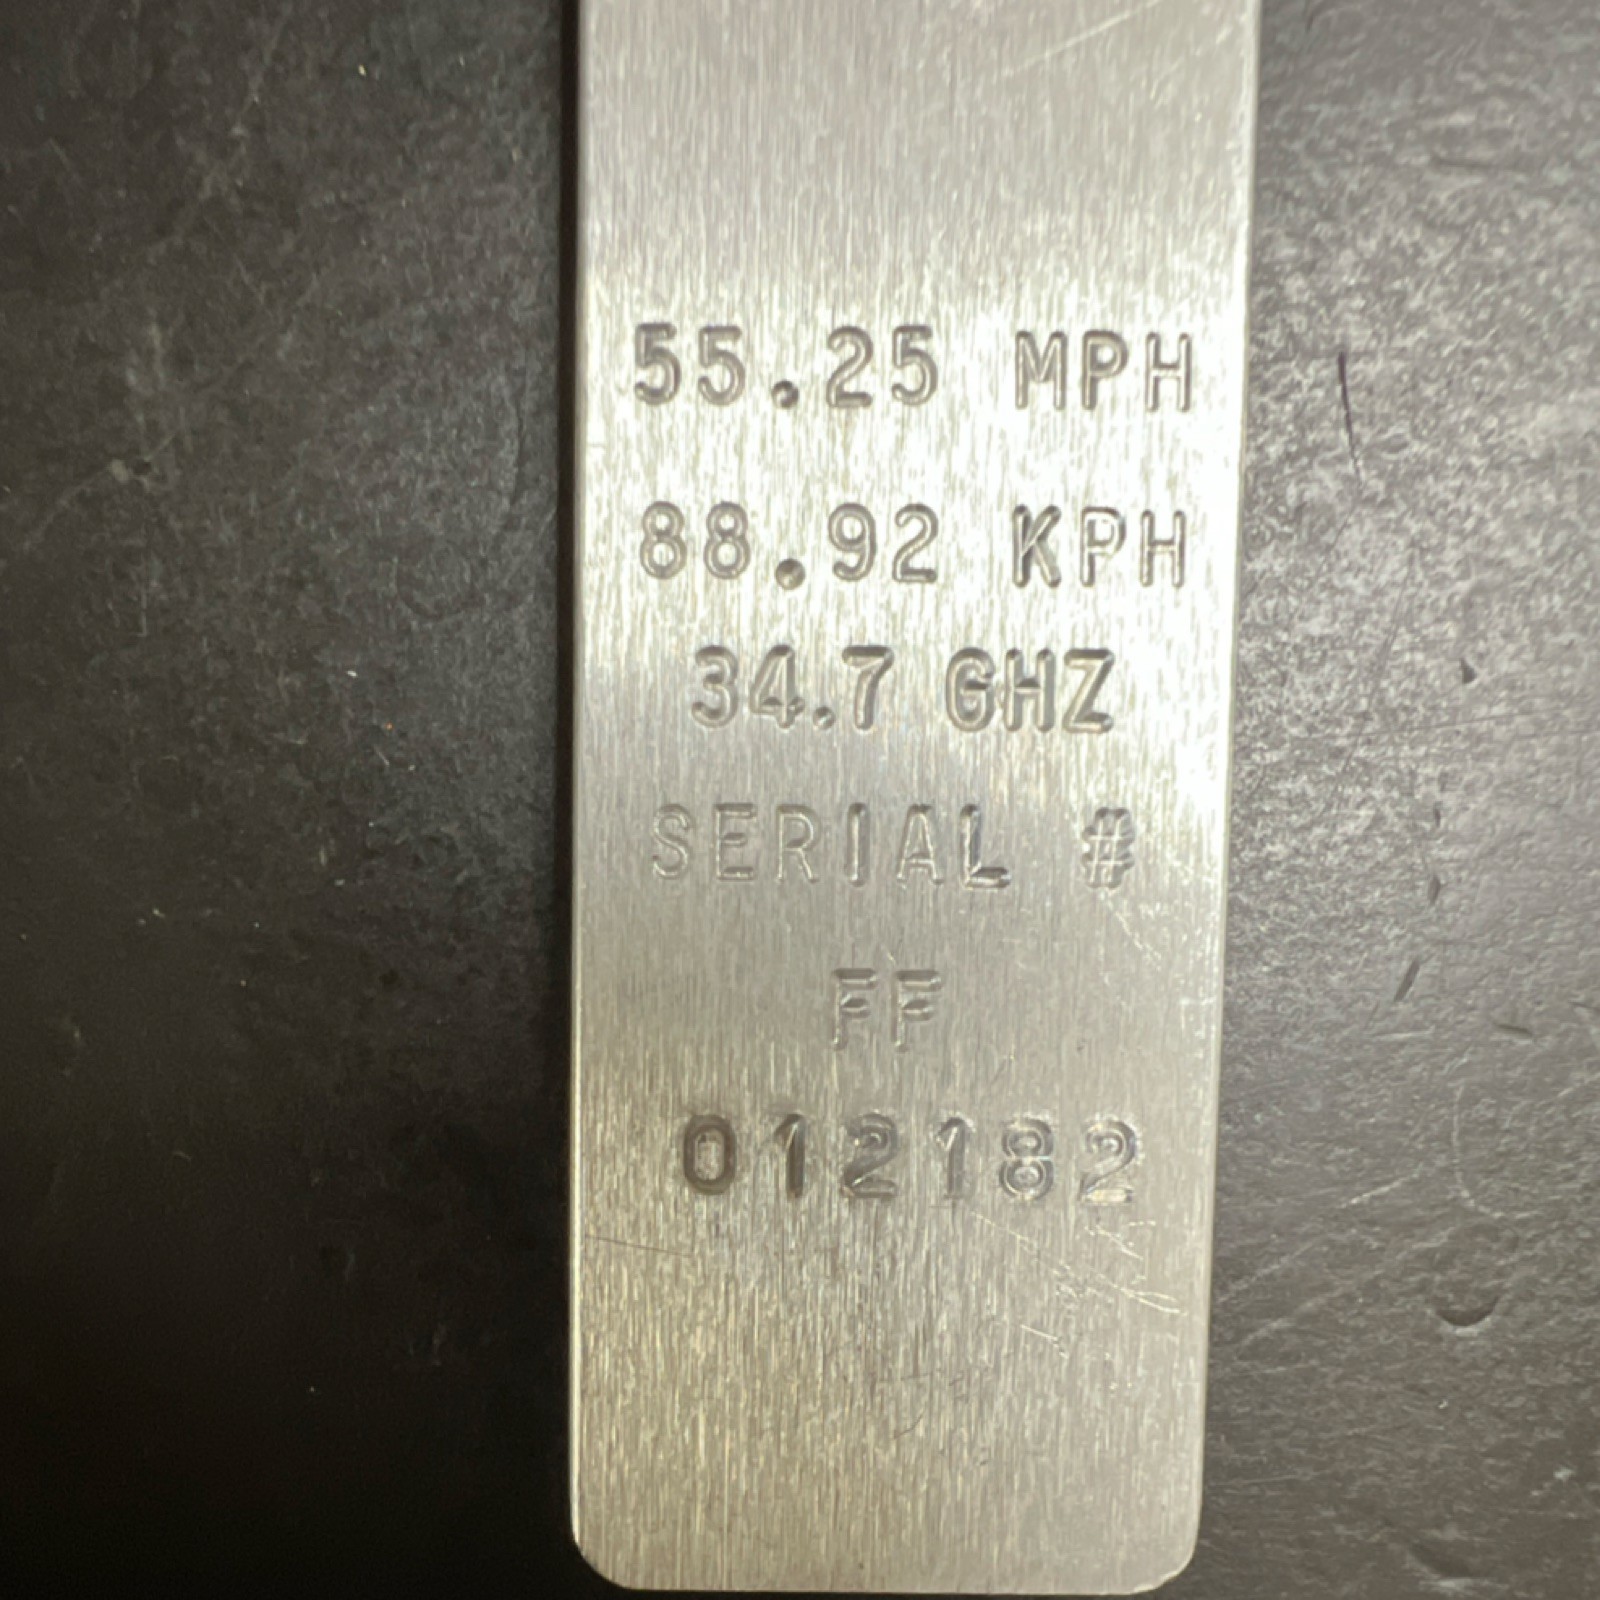 55.25 MPH
88.92 KPH
34.7 GHZ
SERIAL #
FF
012182